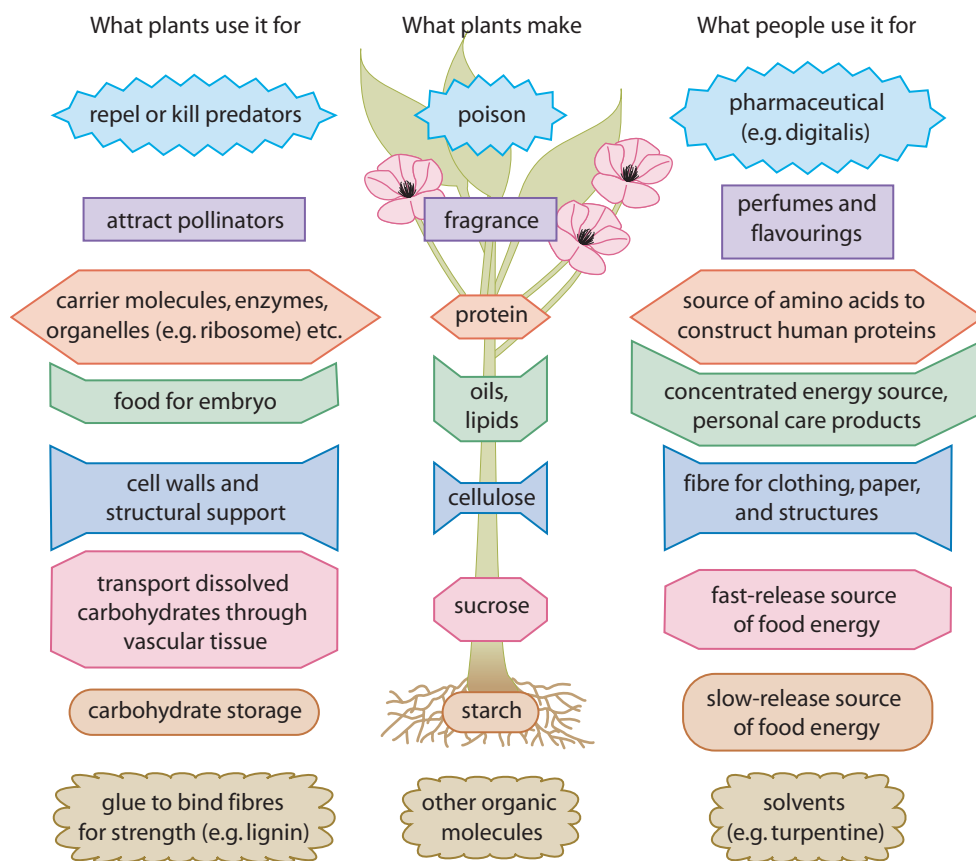 What plants use it for
What plants make
What people use it for
repel or kill predators
poison
pharmaceutical
(e.g. digitalis)
attract pollinators
fragrance
perfumes and
flavourings
carrier molecules, enzymes,
organelles (e.g. ribosome) etc.
protein
source of amino acids to
construct human proteins
food for embryo
oils,
lipids
concentrated energy source,
personal care products
cell walls and
structural support
cellulose
fibre for clothing, paper,
and structures
transport dissolved
carbohydrates through
vascular tissue
sucrose
fast-release source
of food energy
carbohydrate storage
starch
slow-release source
of food energy
glue to bind fibres
for strength (e.g. lignin)
other organic
molecules
solvents
(e.g. turpentine)